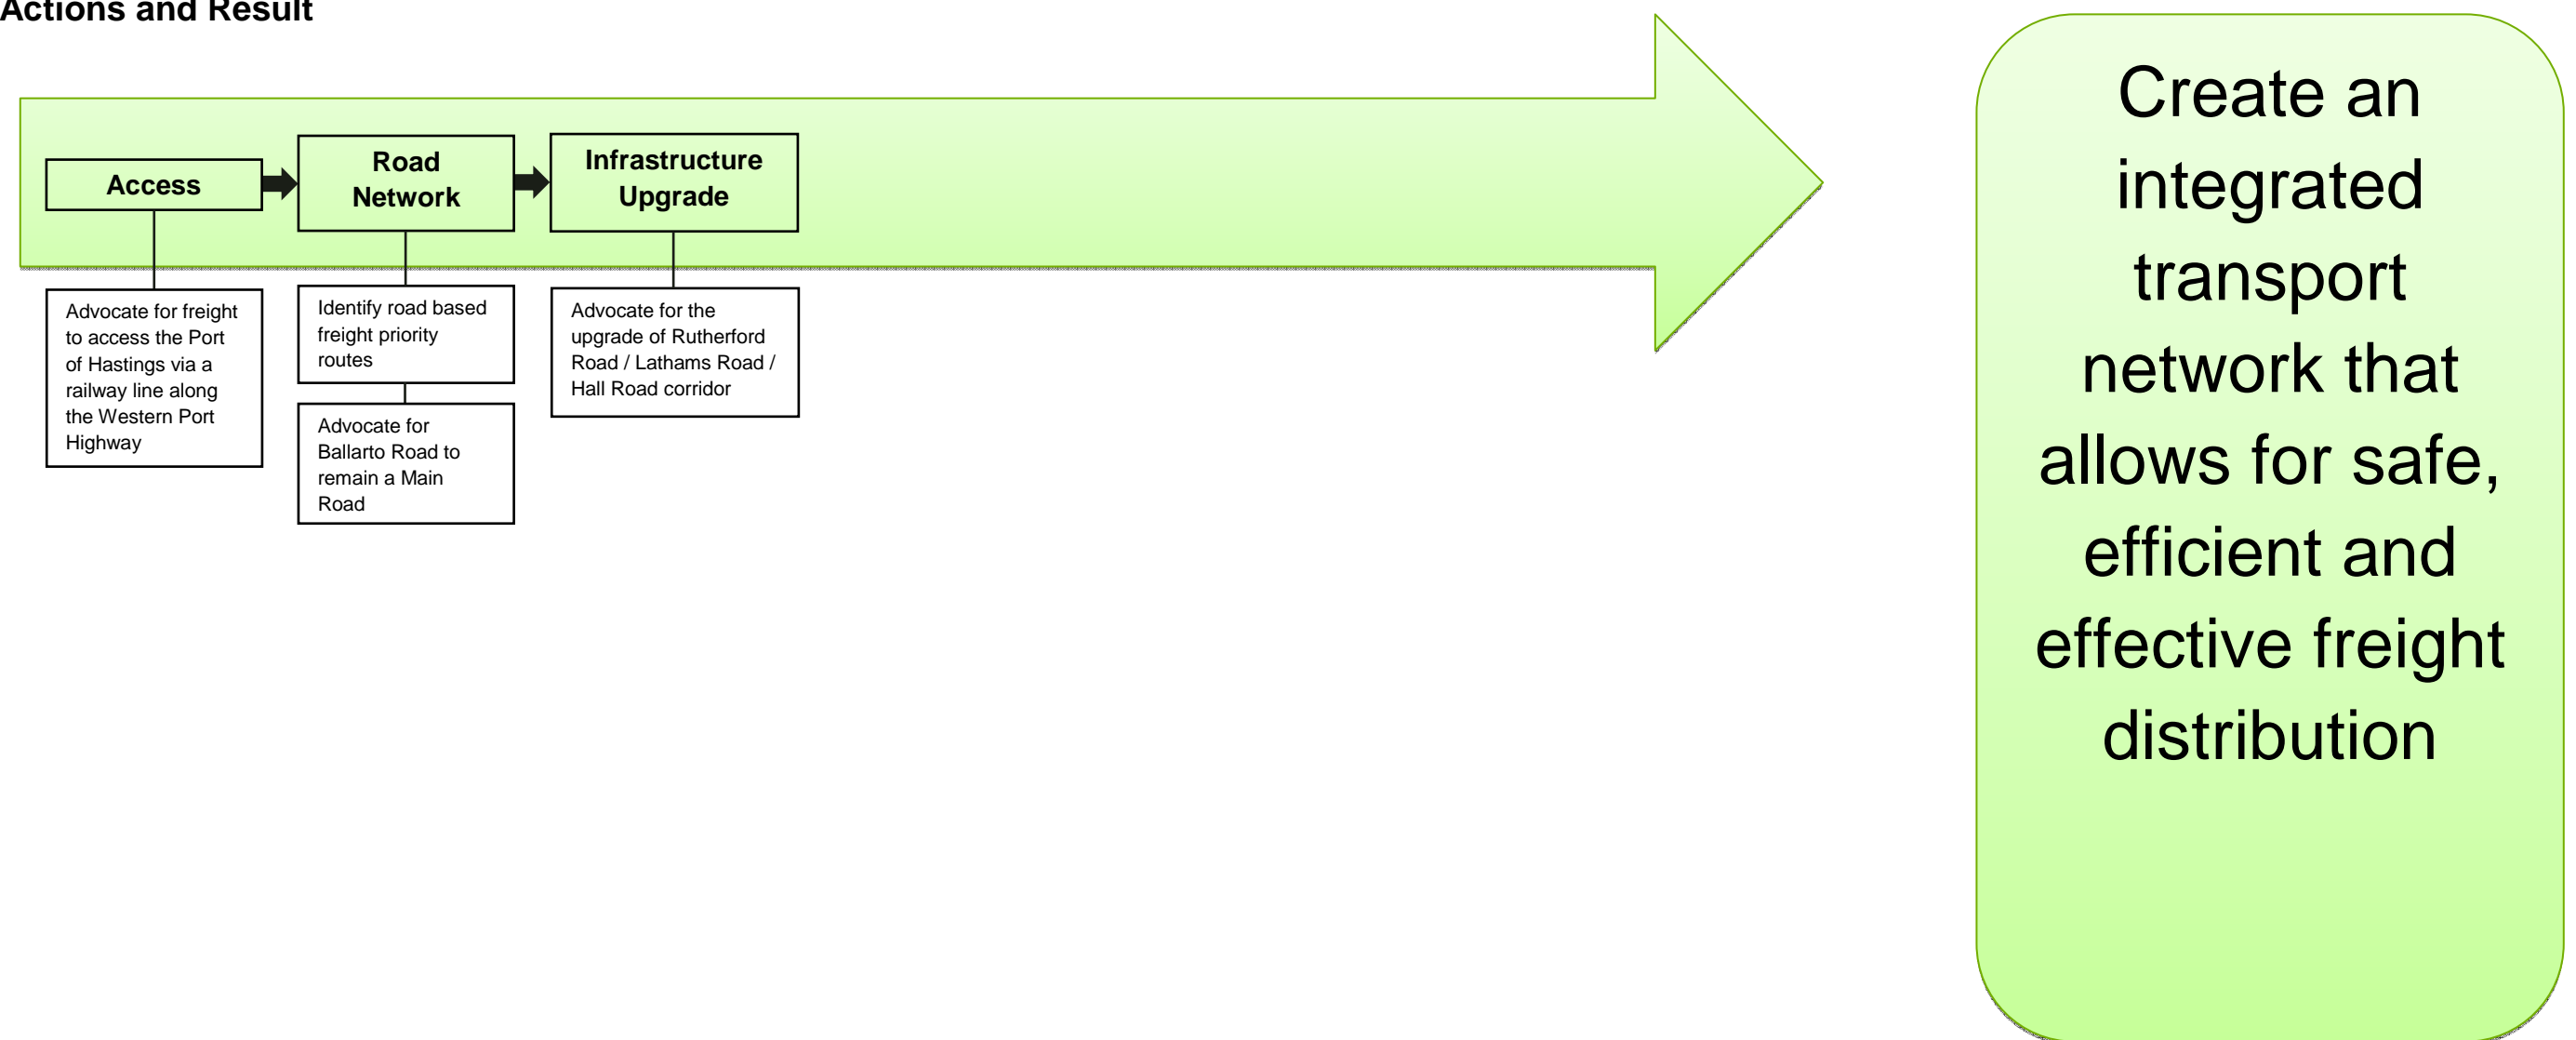 Actions and Result
Access
Road
Network
Infrastructure
Upgrade
Advocate for freight
to access the Port
of Hastings via a
railway line along
the Western Port
Highway
Identify road based
freight priority
routes
Advocate for
Ballarto Road to
remain a Main
Road
Advocate for the
upgrade of Rutherford
Road / Lathams Road /
Hall Road corridor
Create an
integrated
transport
network that
allows for safe,
efficient and
effective freight
distribution